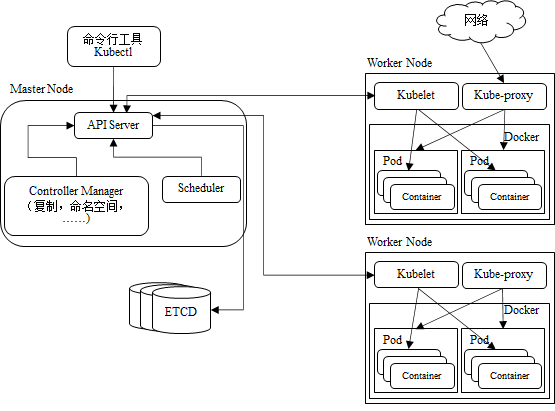 命令行工具
Kubectl
Master Node
API Server
Controller Manager
（复制，命名空间，
……）
Scheduler
ETCD
网络
Worker Node
Kubelet
Kube-proxy
Docker
Pod
Pod
Container
Container
Worker Node
Kubelet
Kube-proxy
Docker
Pod
Pod
Container
Container